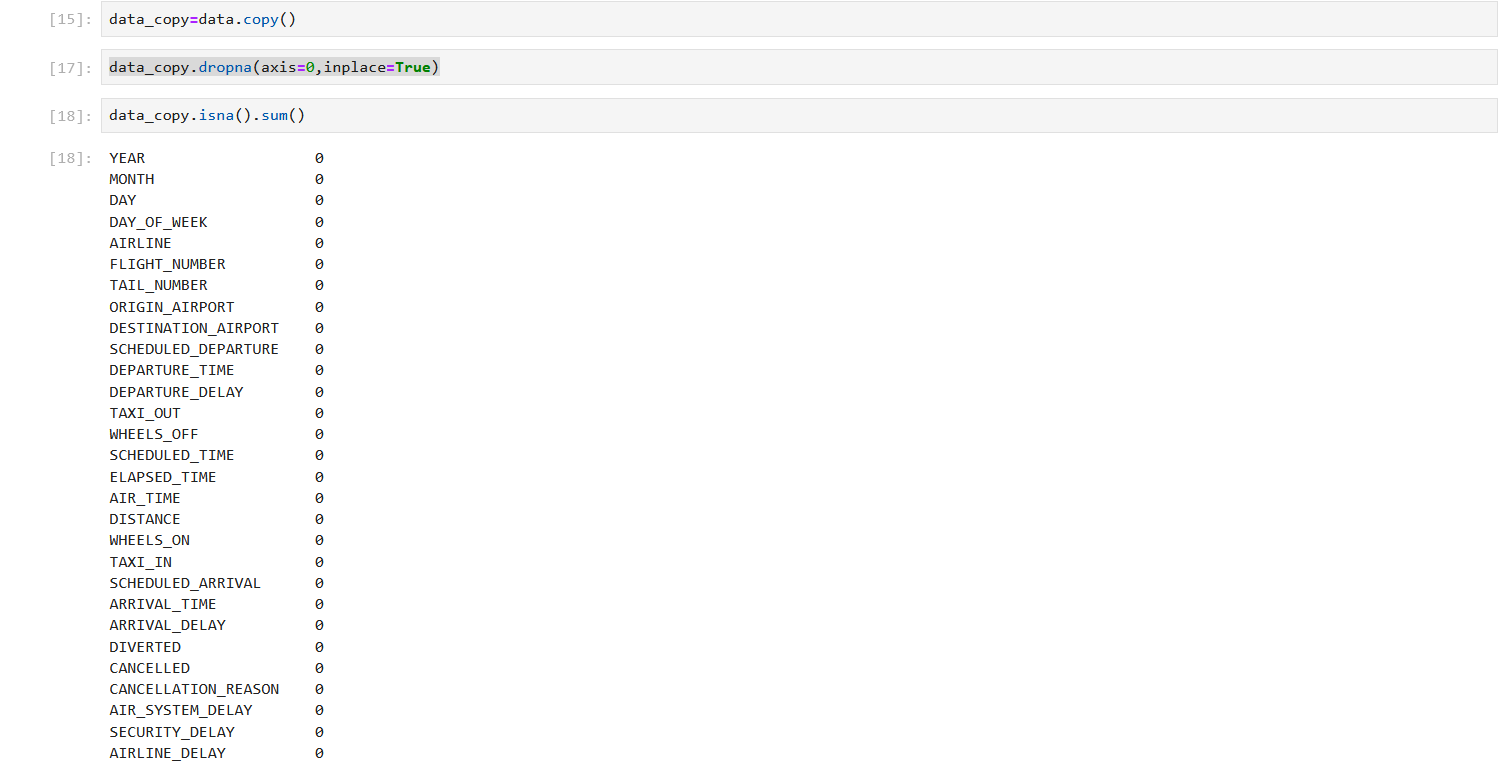 [15]: data_copy=data.copy()
[17]: data_copy.dropna(axis=0,inplace=True)
[18]: data_copy.isna().sum()
[18]: YEAR 0
MONTH 0
DAY 0
DAY_OF_WEEK 0
AIRLINE 0
FLIGHT_NUMBER 0
TAIL_NUMBER 0
ORIGIN_AIRPORT 0
DESTINATION_AIRPORT 0
SCHEDULED_DEPARTURE 0
DEPARTURE_TIME 0
DEPARTURE_DELAY 0
TAXI_OUT 0
WHEELS_OFF 0
SCHEDULED_TIME 0
ELAPSED_TIME 0
AIR_TIME 0
DISTANCE 0
WHEELS_ON 0
TAXI_IN 0
SCHEDULED_ARRIVAL 0
ARRIVAL_TIME 0
ARRIVAL_DELAY 0
DIVERTED 0
CANCELLED 0
CANCELLATION_REASON 0
AIR_SYSTEM_DELAY 0
SECURITY_DELAY 0
AIRLINE_DELAY 0